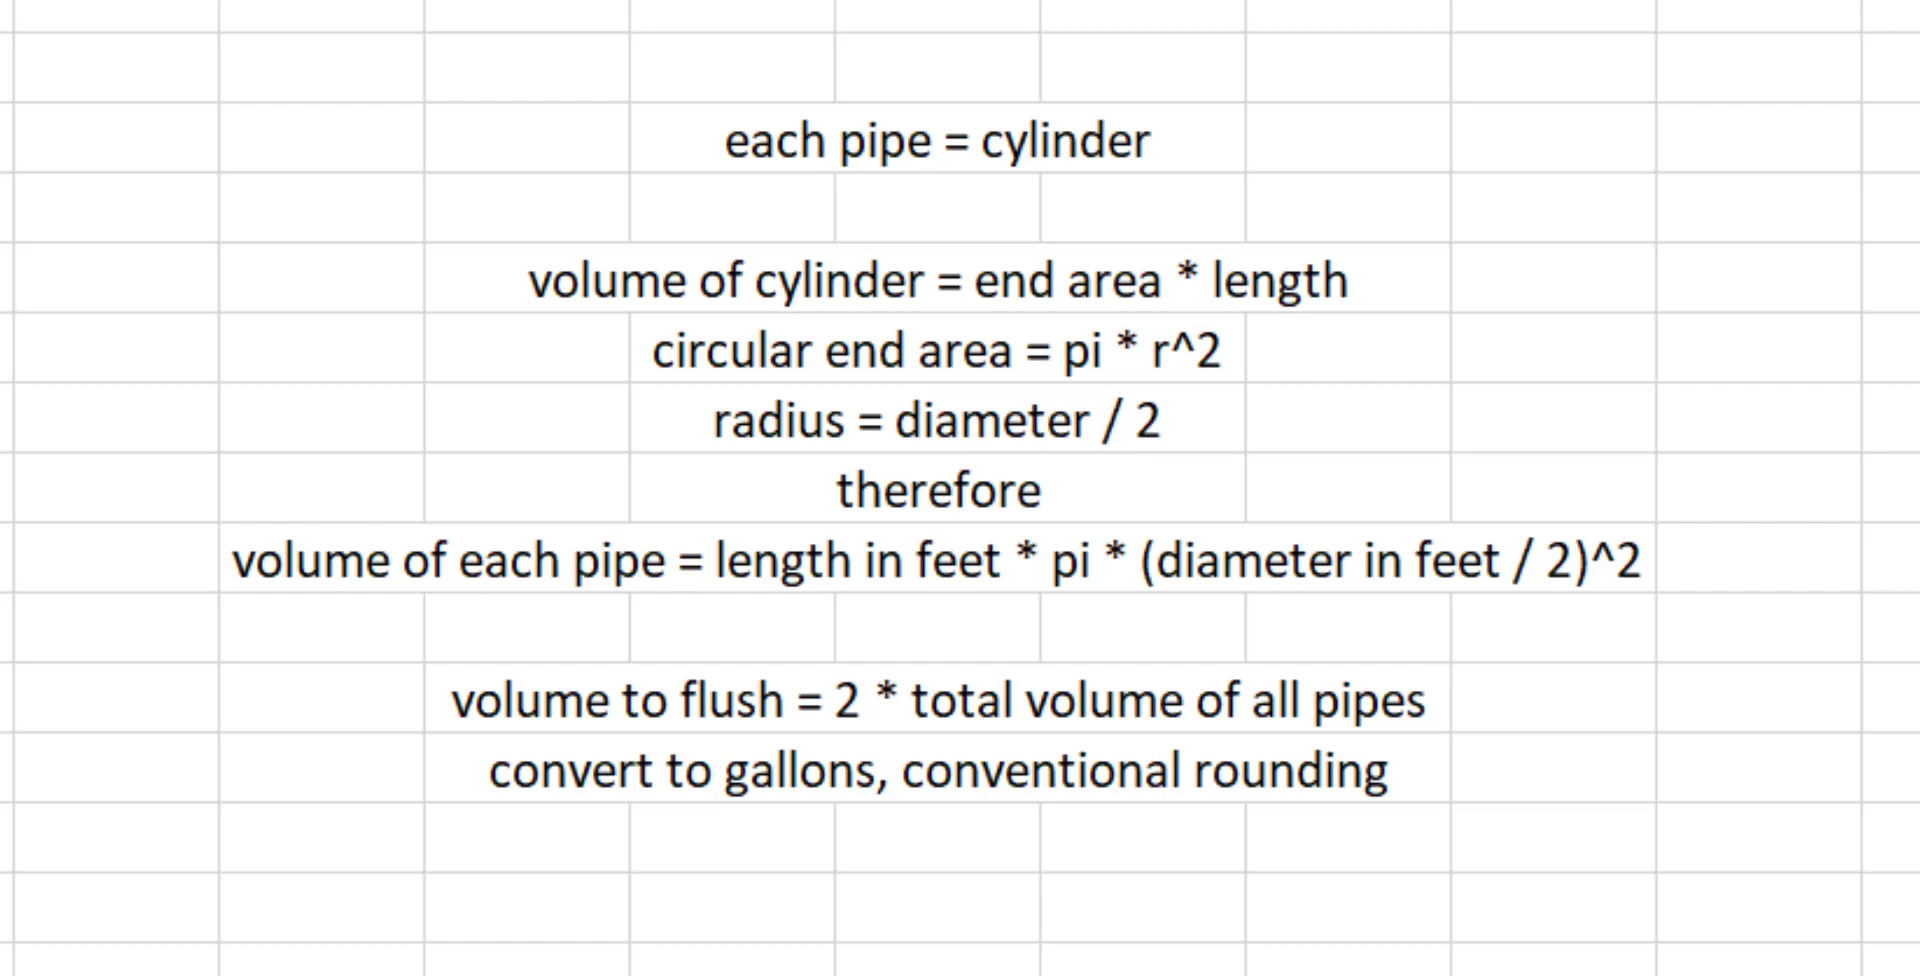 each pipe = cylinder
volume of cylinder = end area * length
circular end area = pi * r^2
radius = diameter / 2
therefore
volume of each pipe = length in feet * pi * (diameter in feet / 2)^2
volume to flush = 2 * total volume of all pipes
convert to gallons, conventional rounding